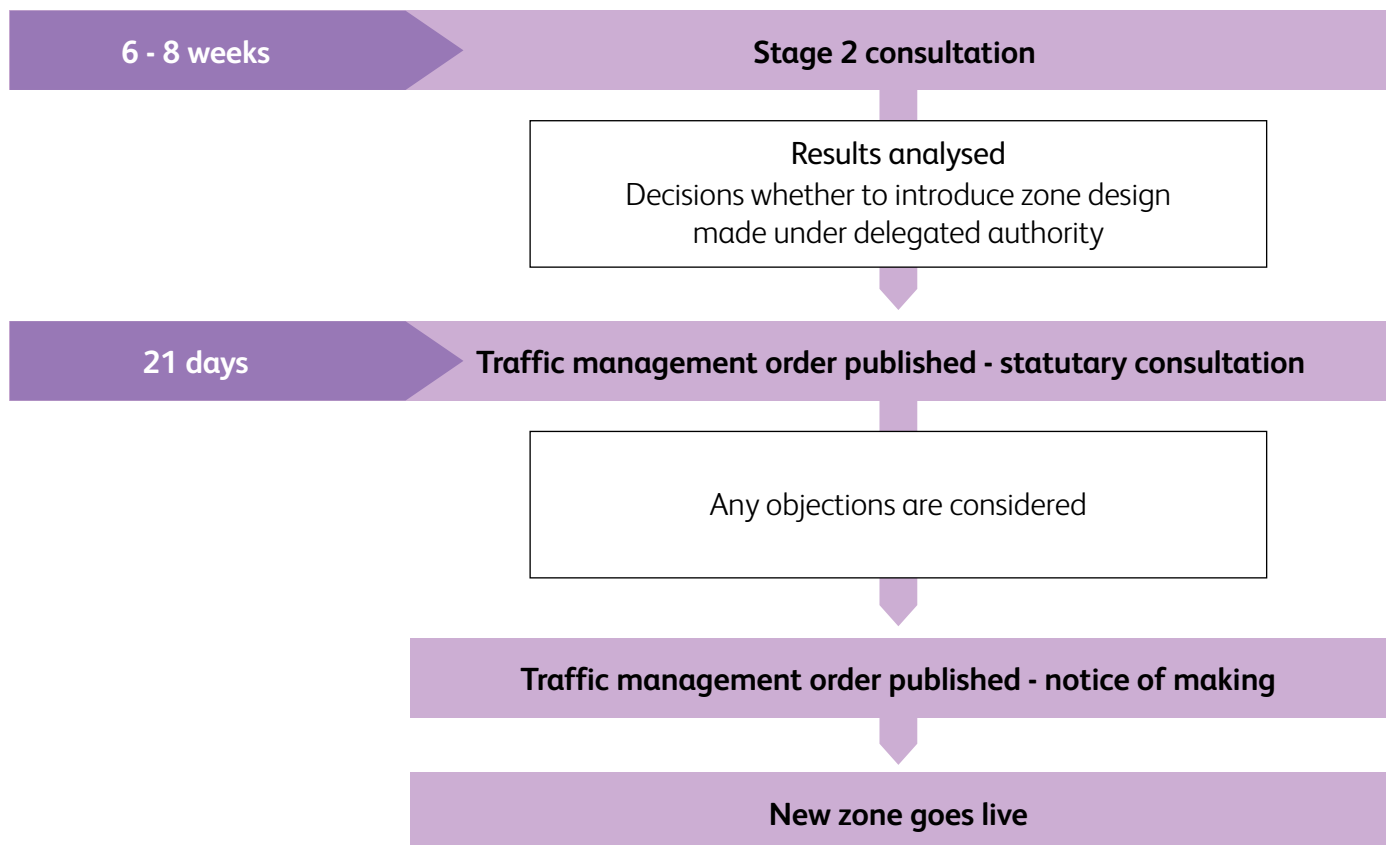 6 - 8 weeks
Stage 2 consultation
Results analysed
Decisions whether to introduce zone design
made under delegated authority
21 days
Traffic management order published - statutary consultation
Any objections are considered
Traffic management order published - notice of making
New zone goes live